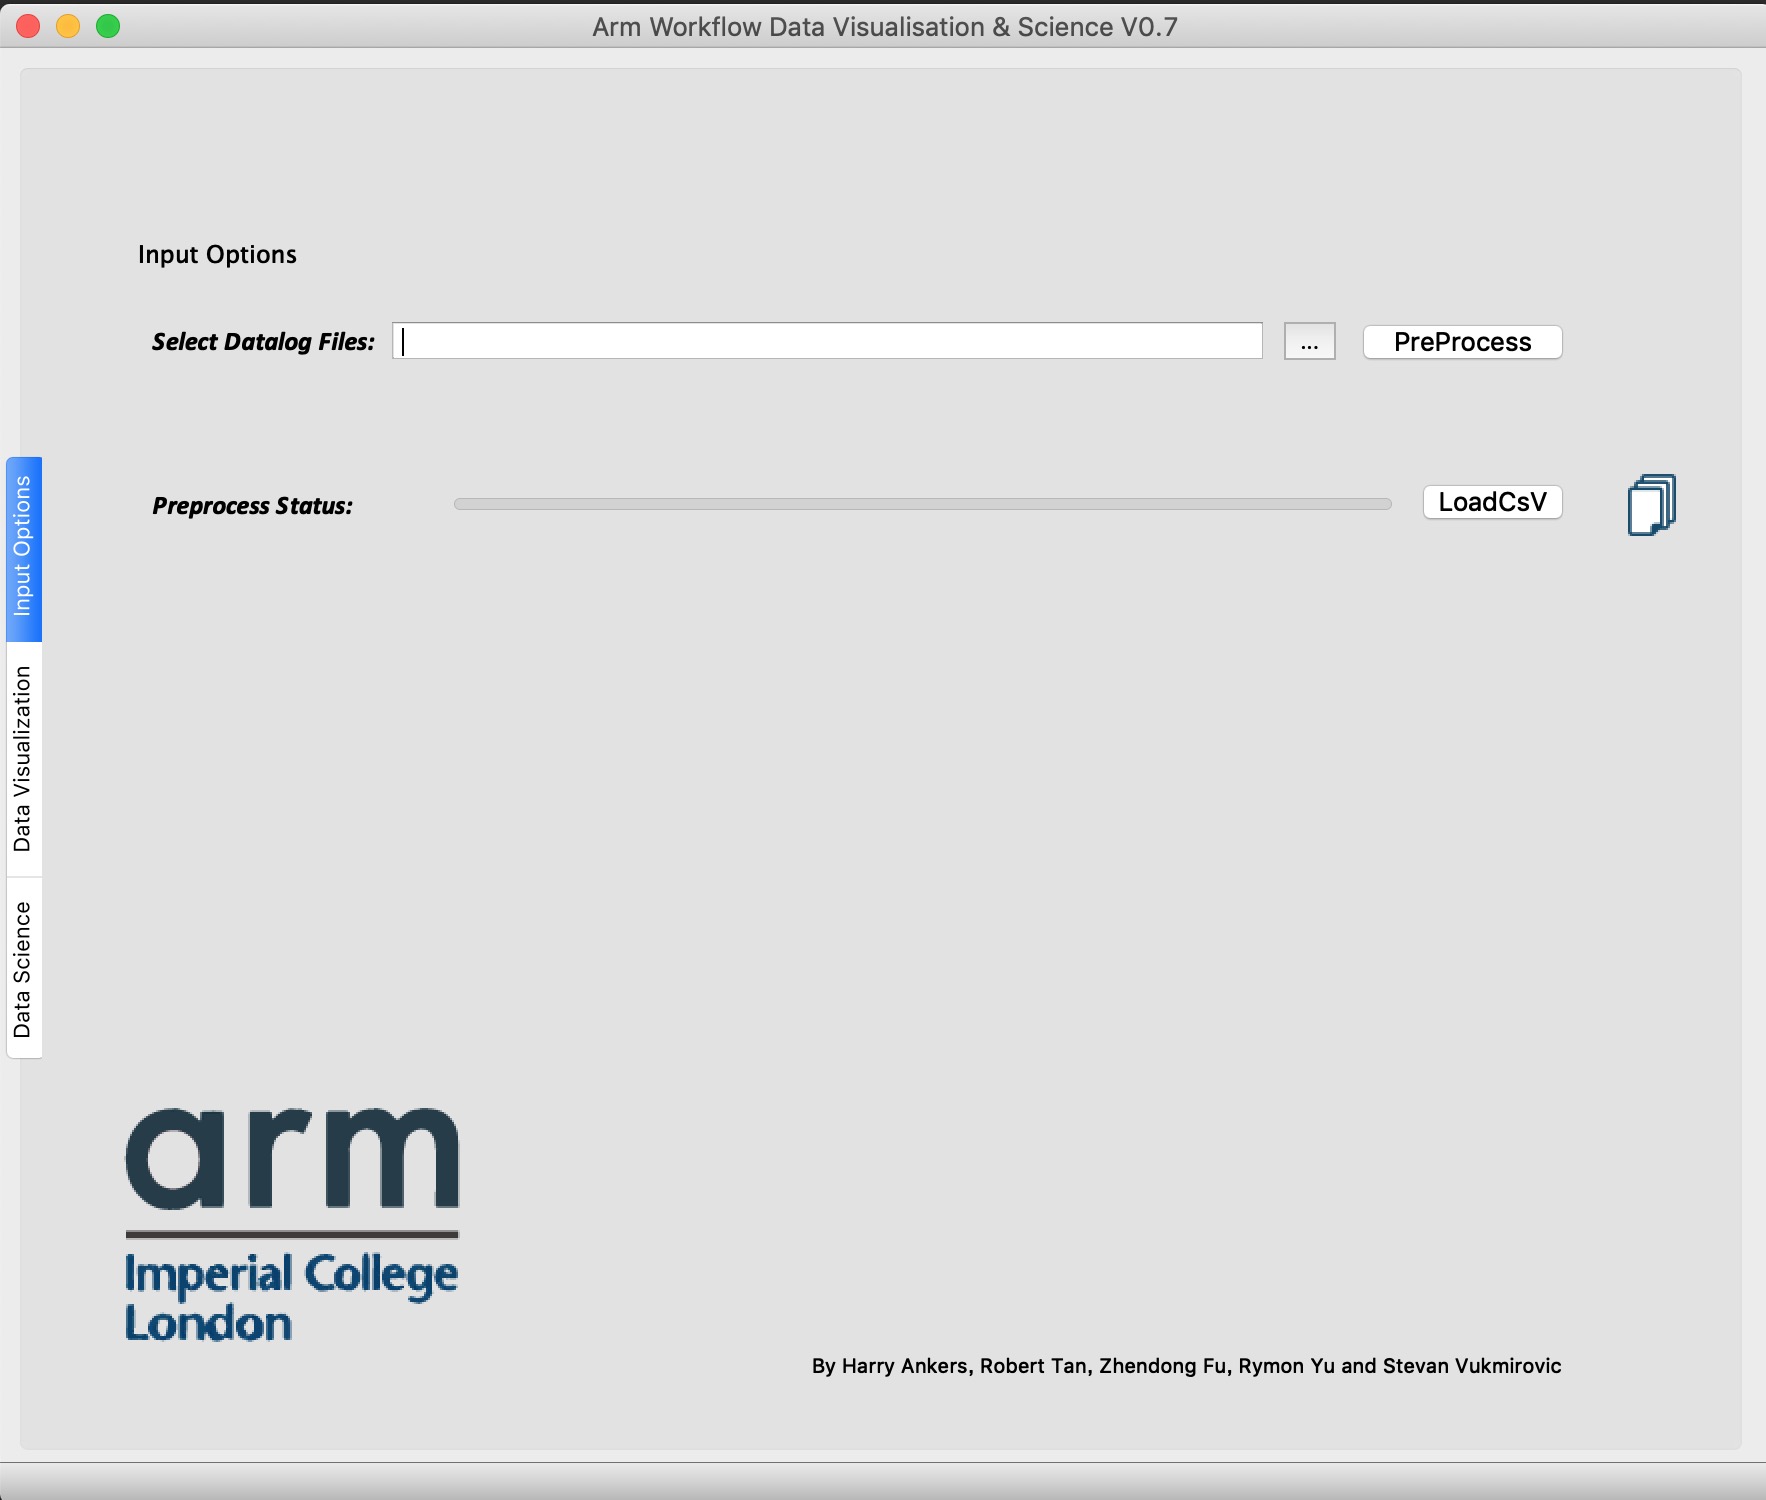 Arm Workflow Data Visualisation & Science V0.7
Input Options
Select Datalog Files:
...
PreProcess
Preprocess Status:
LoadCsV
Input Options
Data Visualization
Data Science
arm
Imperial College
London
By Harry Ankers, Robert Tan, Zhendong Fu, Rymon Yu and Stevan Vukmirovic